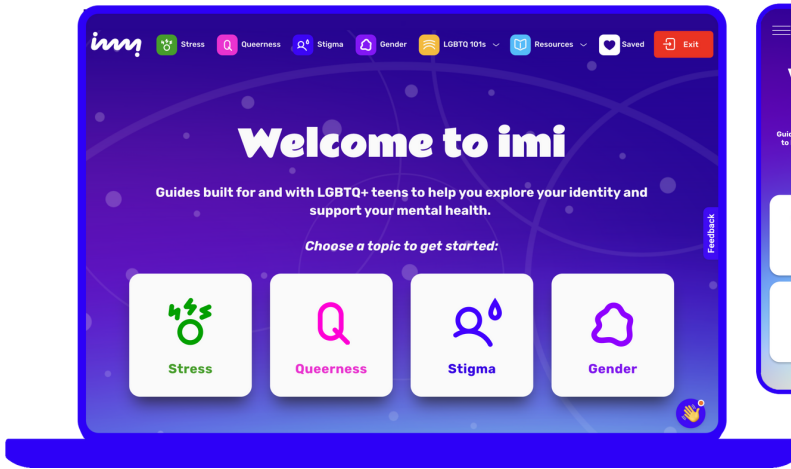 imi
Stress
Queerness
Stigma
Gender
LGBTQ 101s
Resources
Saved
Exit
Welcome to imi
Guides built for and with LGBTQ+ teens to help you explore your identity and
support your mental health.
Choose a topic to get started:
Feedback
Stress
Queerness
Stigma
Gender